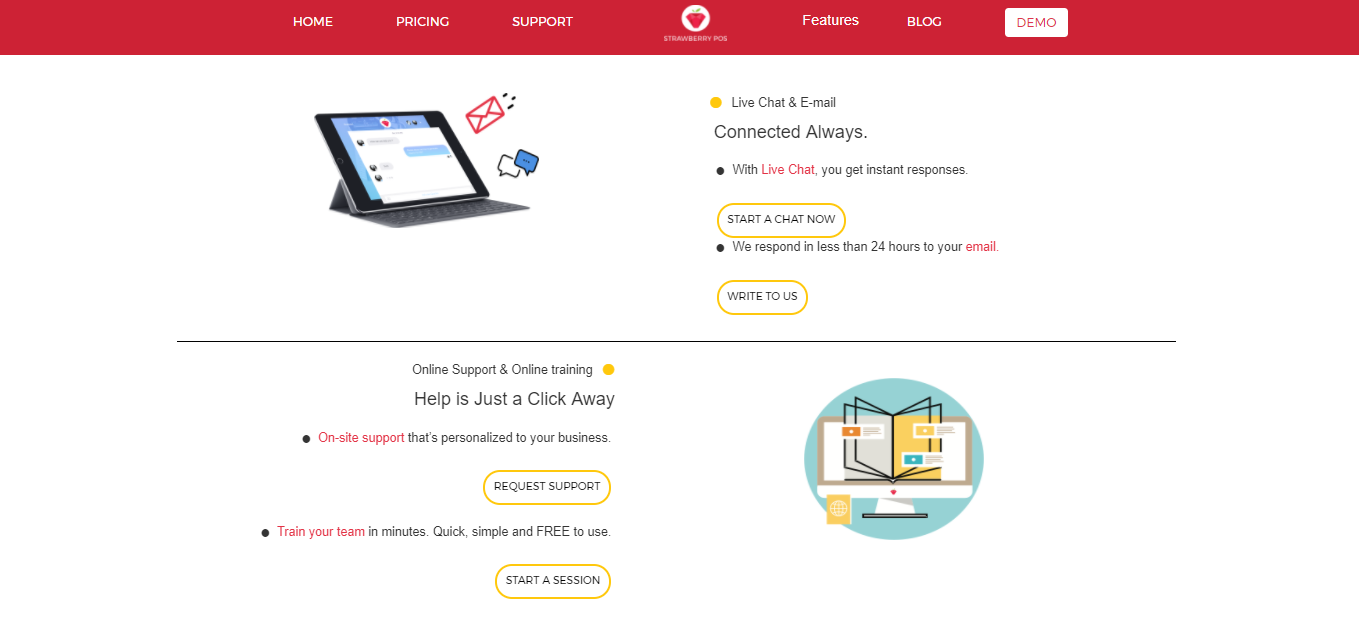 HOME PRICING SUPPORT STRAWBERRY POS Features BLOG DEMO
Live Chat & E-mail
Connected Always.
With Live Chat, you get instant responses.
START A CHAT NOW
We respond in less than 24 hours to your email.
WRITE TO US
Online Support & Online training
Help is Just a Click Away
On-site support that’s personalized to your business.
REQUEST SUPPORT
Train your team in minutes. Quick, simple and FREE to use.
START A SESSION